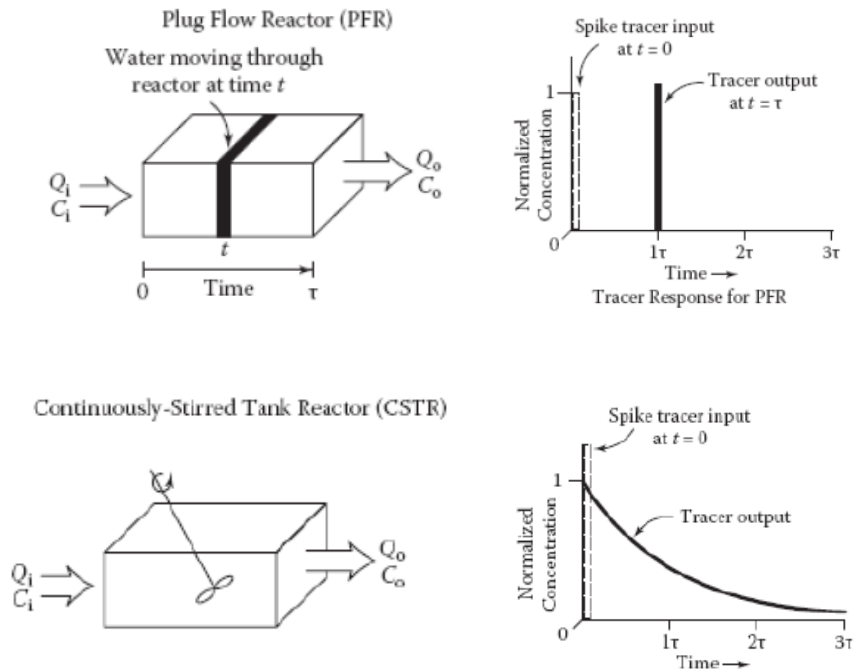 Plug Flow Reactor (PFR)
Water moving through
reactor at time t
Qi
Ci
Qo
Co
t
0
Time
τ
Spike tracer input
at t = 0
Tracer output
at t = τ
Normalized
Concentration
1
0
1τ
2τ
3τ
Time
Tracer Response for PFR
Continuously-Stirred Tank Reactor (CSTR)
Qi
Ci
Qo
Co
Spike tracer input
at t = 0
Tracer output
Normalized
Concentration
1
0
1τ
2τ
3τ
Time